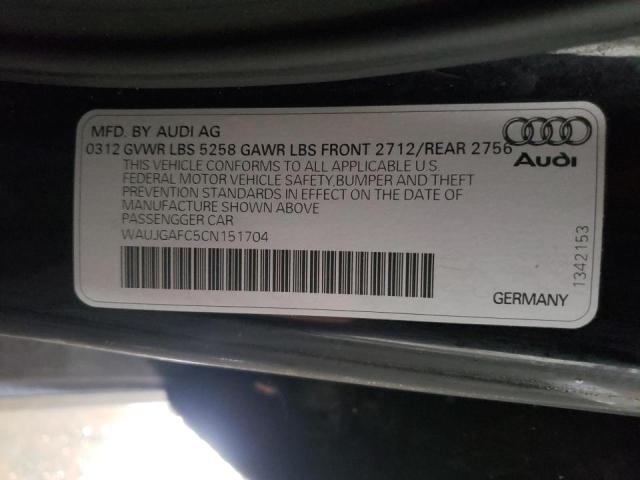 MFD. BY AUDI AG
0312 GVWR LBS 5258 GAWR LBS FRONT 2712/REAR 2756
Audi
THIS VEHICLE CONFORMS TO ALL APPLICABLE U.S.
FEDERAL MOTOR VEHICLE SAFETY,BUMPER AND THEFT
PREVENTION STANDARDS IN EFFECT ON THE DATE OF
MANUFACTURE SHOWN ABOVE
PASSENGGER CAR
WAUJGAFC5CN151704
1342153
GERMANY